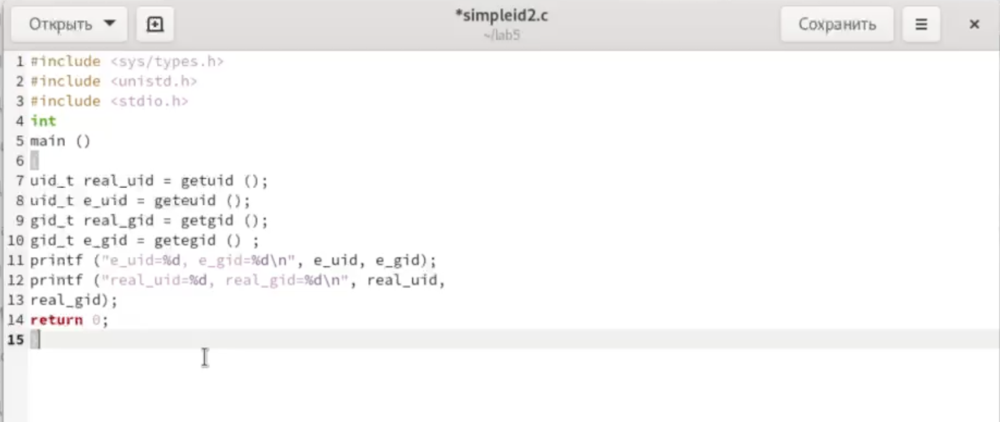 Открыть
*simpleid2.c
~/lab5
Сохранить
1 #include <sys/types.h>
2 #include <unistd.h>
3 #include <stdio.h>
4 int
5 main ()
6 {
7 uid_t real_uid = getuid ();
8 uid_t e_uid = geteuid ();
9 gid_t real_gid = getgid ();
10 gid_t e_gid = getegid () ;
11 printf ("e_uid=%d, e_gid=%d\n", e_uid, e_gid);
12 printf ("real_uid=%d, real_gid=%d\n", real_uid,
13 real_gid);
14 return 0;
15 }